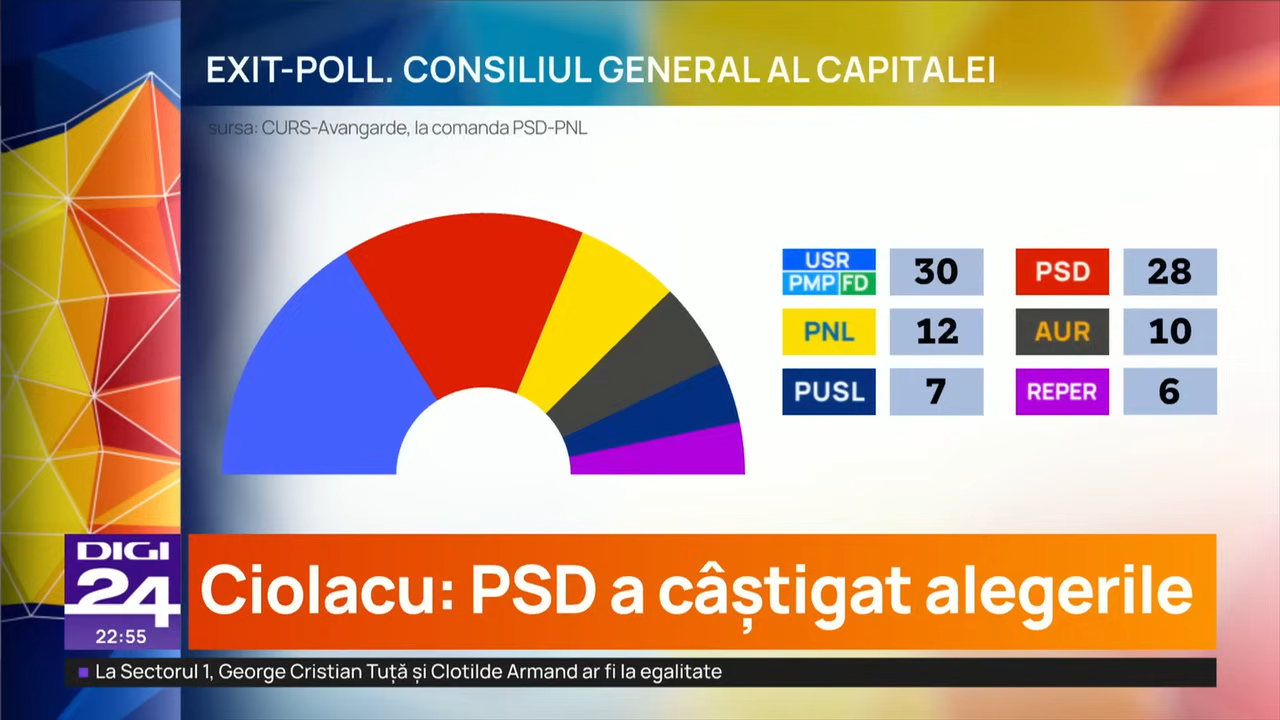 EXIT-POLL. CONSILIUL GENERAL AL CAPITALEI
sursa: CURS-Avangarde, la comanda PSD-PNL
USR
PMP FD
30
PSD
28
PNL
12
AUR
10
PUSL
7
REPER
6
DIGI
24
22:55
Ciolacu: PSD a câștigat alegerile
La Sectorul 1, George Cristian Tuță și Clotilde Armand ar fi la egalitate